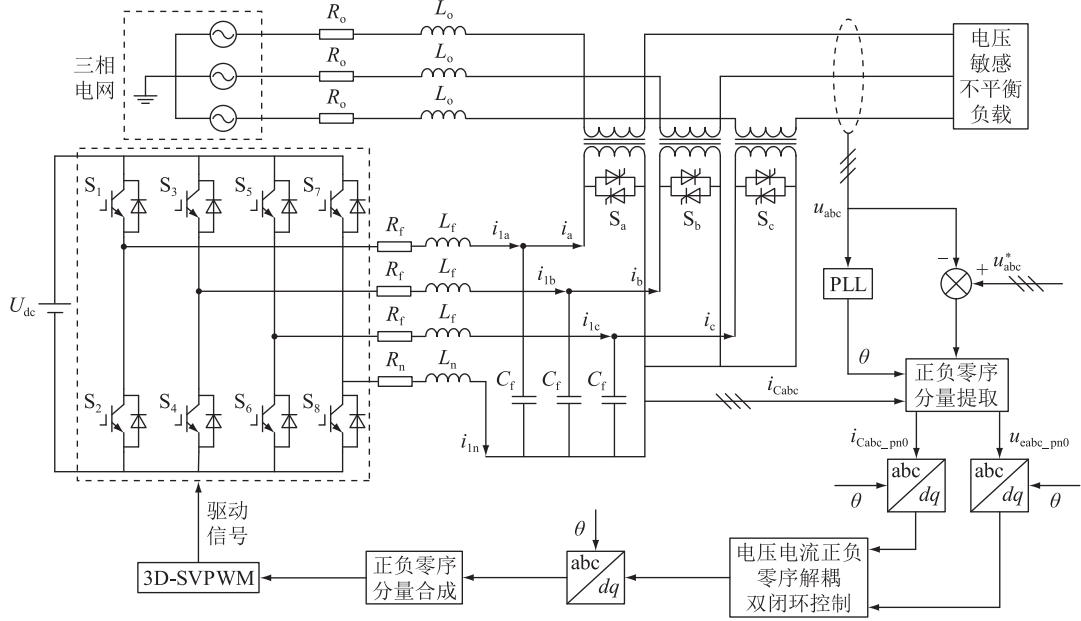 三相
电网
R_o
L_o
R_o
L_o
R_o
L_o
电压
敏感
不平衡
负载
S_1
S_3
S_5
S_7
S_a
S_b
S_c
u_abc
R_f
L_f
i_1a
i_a
R_f
L_f
i_1b
i_b
R_f
L_f
i_1c
i_c
R_n
L_n
i_1n
U_dc
C_f
C_f
C_f
PLL
−
+
u*_abc
θ
正负零序
分量提取
i_Cabc
S_2
S_4
S_6
S_8
i_Cabc_pn0
u_eabc_pn0
abc
dq
θ
abc
dq
θ
驱动
信号
3D-SVPWM
正负零序
分量合成
θ
abc
dq
电压电流正负
零序解耦
双闭环控制